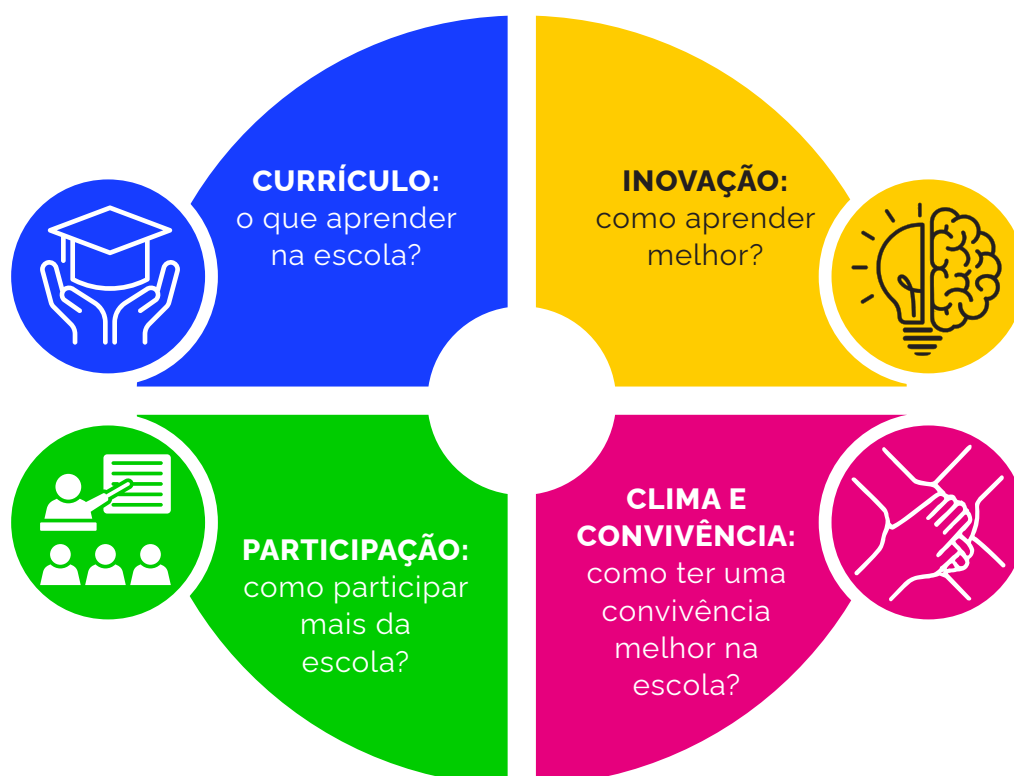 CURRÍCULO:
o que aprender
na escola?
INOVAÇÃO:
como aprender
melhor?
PARTICIPAÇÃO:
como participar
mais da
escola?
CLIMA E
CONVIVÊNCIA:
como ter uma
convivência
melhor na
escola?